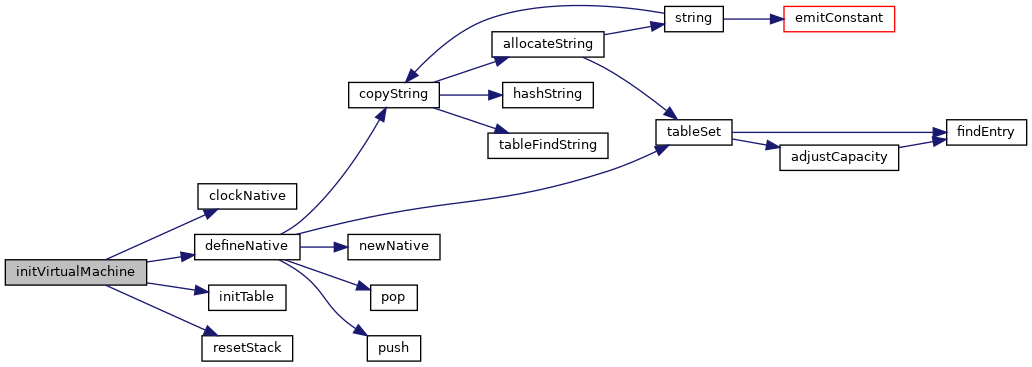 string
emitConstant
allocateString
copyString
hashString
tableSet
findEntry
tableFindString
adjustCapacity
clockNative
defineNative
newNative
initVirtualMachine
initTable
pop
resetStack
push